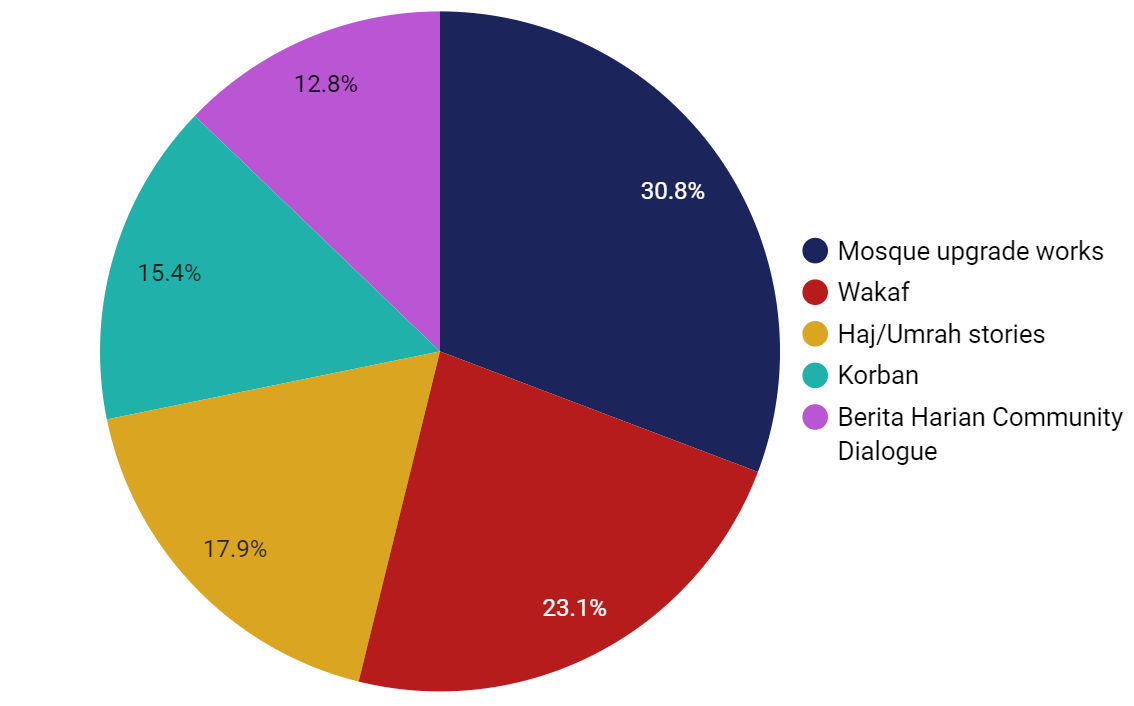 12.8%
30.8%
15.4%
17.9%
23.1%
Mosque upgrade works
Wakaf
Haj/Umrah stories
Korban
Berita Harian Community
Dialogue